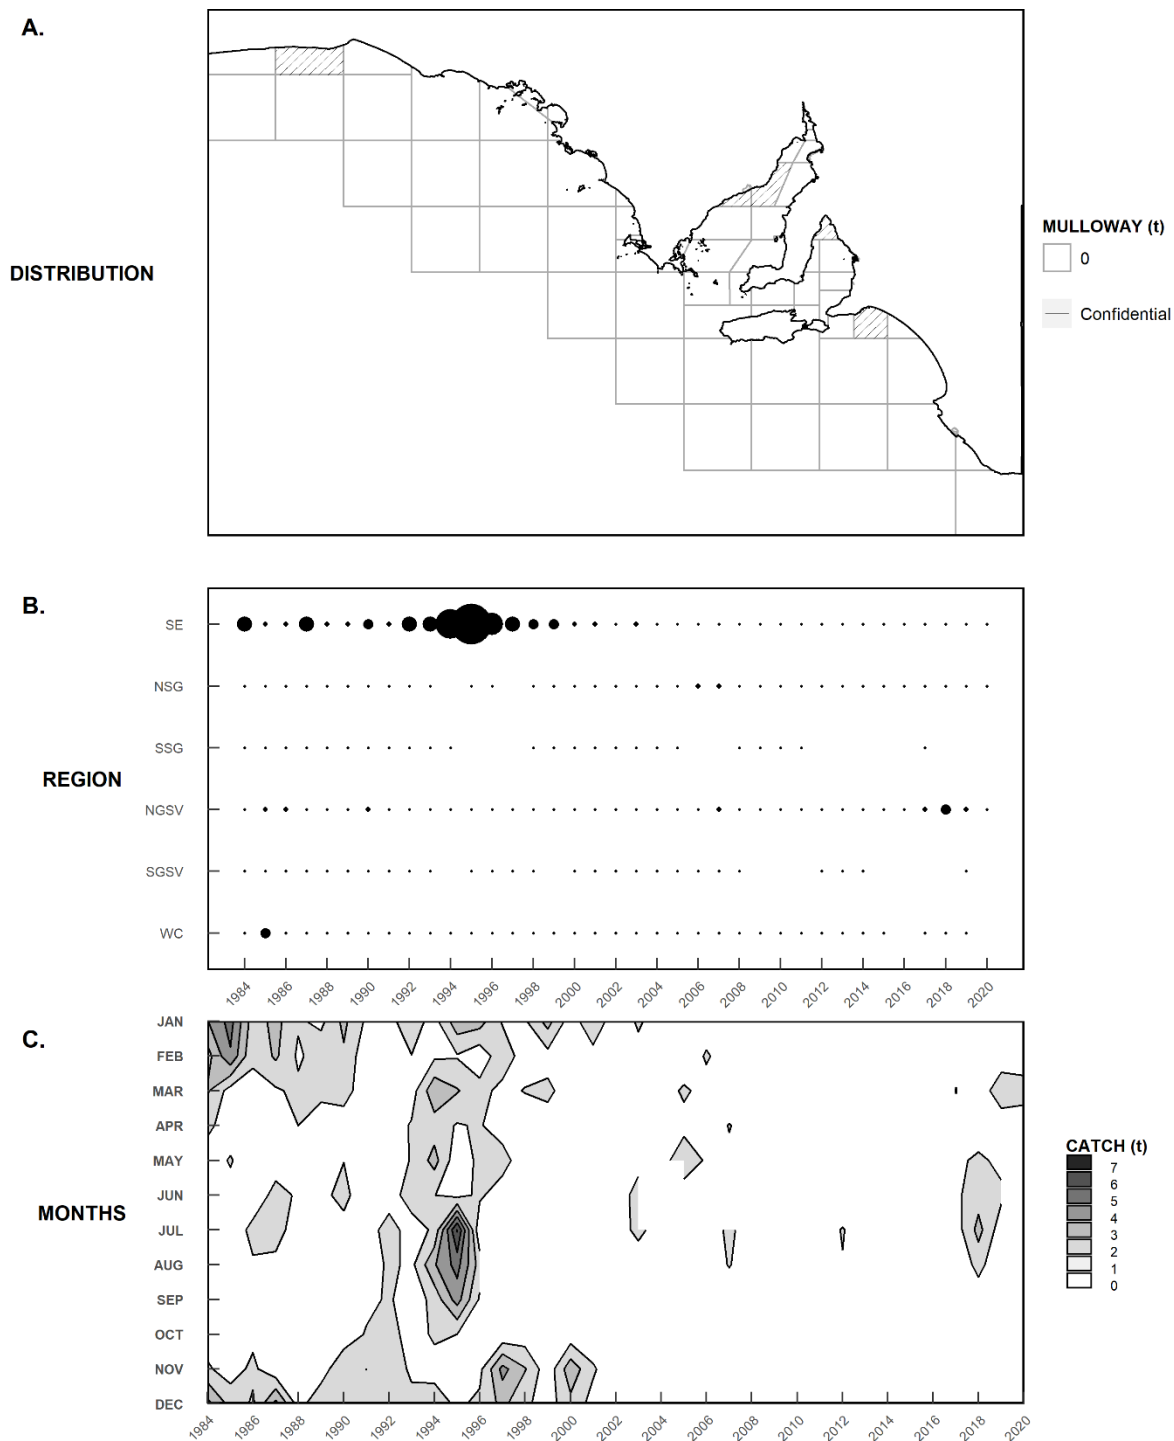 A.
DISTRIBUTION
MULLOWAY (t)
0
Confidential
B.
REGION
SE
NSG
SSG
NGSV
SGSV
WC
1984 1986 1988 1990 1992 1994 1996 1998 2000 2002 2004 2006 2008 2010 2012 2014 2016 2018 2020
C.
MONTHS
JAN
FEB
MAR
APR
MAY
JUN
JUL
AUG
SEP
OCT
NOV
DEC
1984 1986 1988 1990 1992 1994 1996 1998 2000 2002 2004 2006 2008 2010 2012 2014 2016 2018 2020
CATCH (t)
7
6
5
4
3
2
1
0